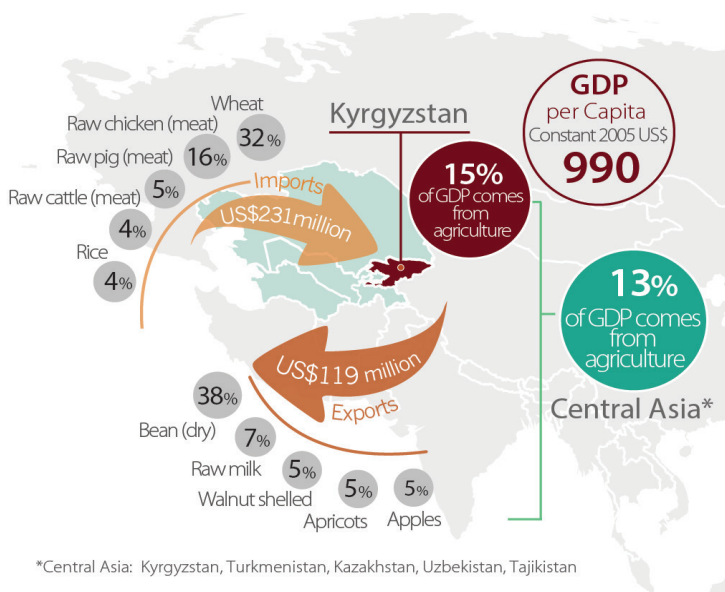 GDP
per Capita
Constant 2005 US$
990
Kyrgyzstan
Wheat
32%
Raw chicken (meat)
16%
Raw pig (meat)
5%
Raw cattle (meat)
4%
Rice
4%
Imports
US$231million
15%
of GDP comes
from
agriculture
13%
of GDP comes
from
agriculture
Central Asia*
US$119 million
Exports
38%
Bean (dry)
7%
Raw milk
5%
Walnut shelled
5%
Apricots
5%
Apples
*Central Asia: Kyrgyzstan, Turkmenistan, Kazakhstan, Uzbekistan, Tajikistan